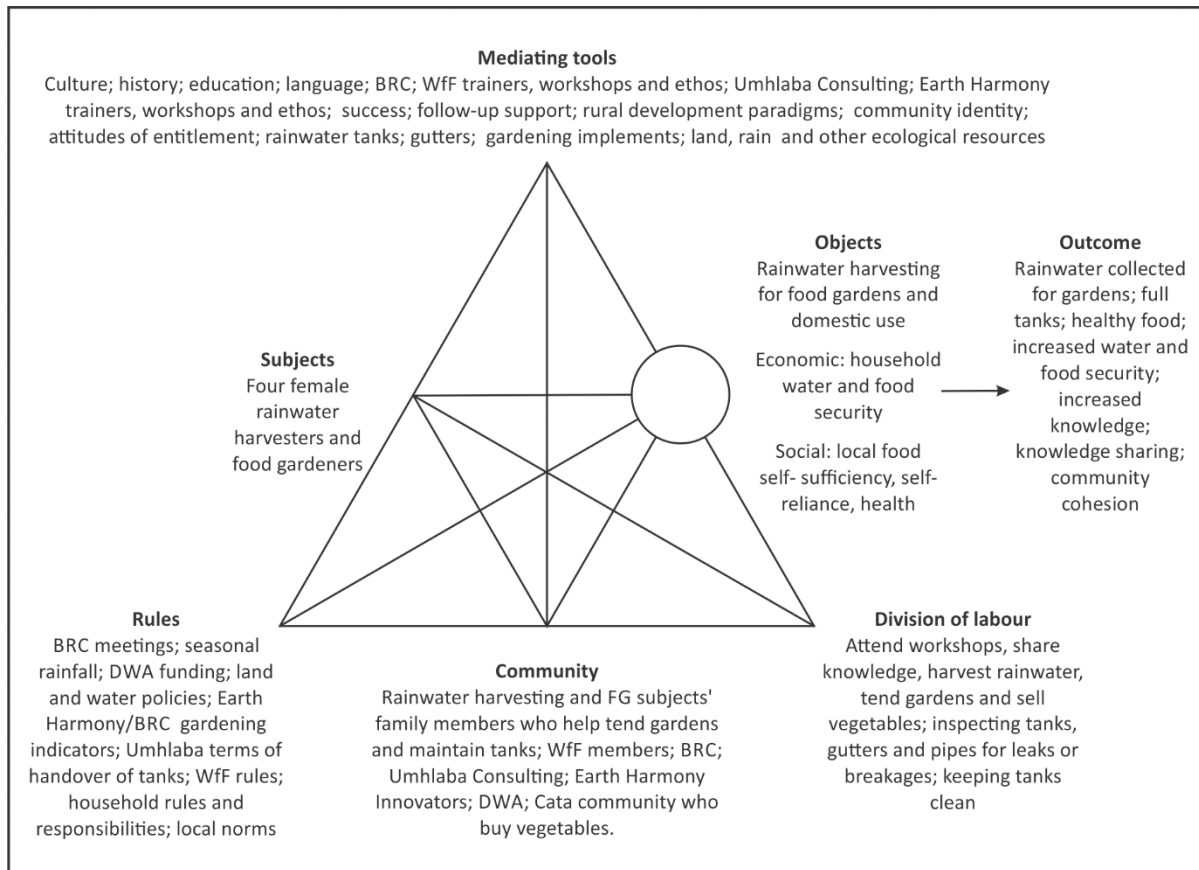 Mediating tools
Culture; history; education; language; BRC; WfF trainers, workshops and ethos; Umhlaba Consulting; Earth Harmony
trainers, workshops and ethos; success; follow-up support; rural development paradigms; community identity;
attitudes of entitlement; rainwater tanks; gutters; gardening implements; land, rain and other ecological resources
Subjects
Four female
rainwater
harvesters and
food gardeners
Objects
Rainwater harvesting
for food gardens and
domestic use
Economic: household
water and food
security
Social: local food
self- sufficiency, self-
reliance, health
Outcome
Rainwater collected
for gardens; full
tanks; healthy food;
increased water and
food security;
increased
knowledge;
knowledge sharing;
community
cohesion
Rules
BRC meetings; seasonal
rainfall; DWA funding; land
and water policies; Earth
Harmony/BRC gardening
indicators; Umhlaba terms of
handover of tanks; WfF rules;
household rules and
responsibilities; local norms
Community
Rainwater harvesting and FG subjects'
family members who help tend gardens
and maintain tanks; WfF members; BRC;
Umhlaba Consulting; Earth Harmony
Innovators; DWA; Cata community who
buy vegetables.
Division of labour
Attend workshops, share
knowledge, harvest rainwater,
tend gardens and sell
vegetables; inspecting tanks,
gutters and pipes for leaks or
breakages; keeping tanks
clean